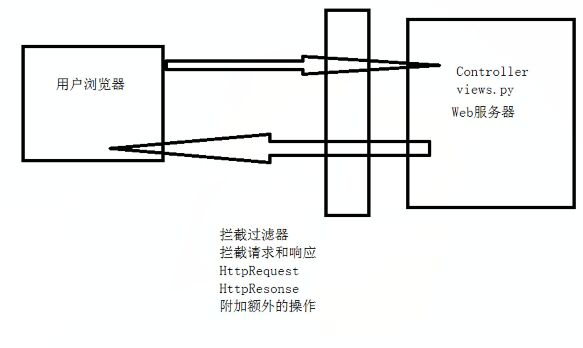 用户浏览器
Controller
views.py
Web服务器
拦截过滤器
拦截请求和响应
HttpRequest
HttpResonse
附加额外的操作